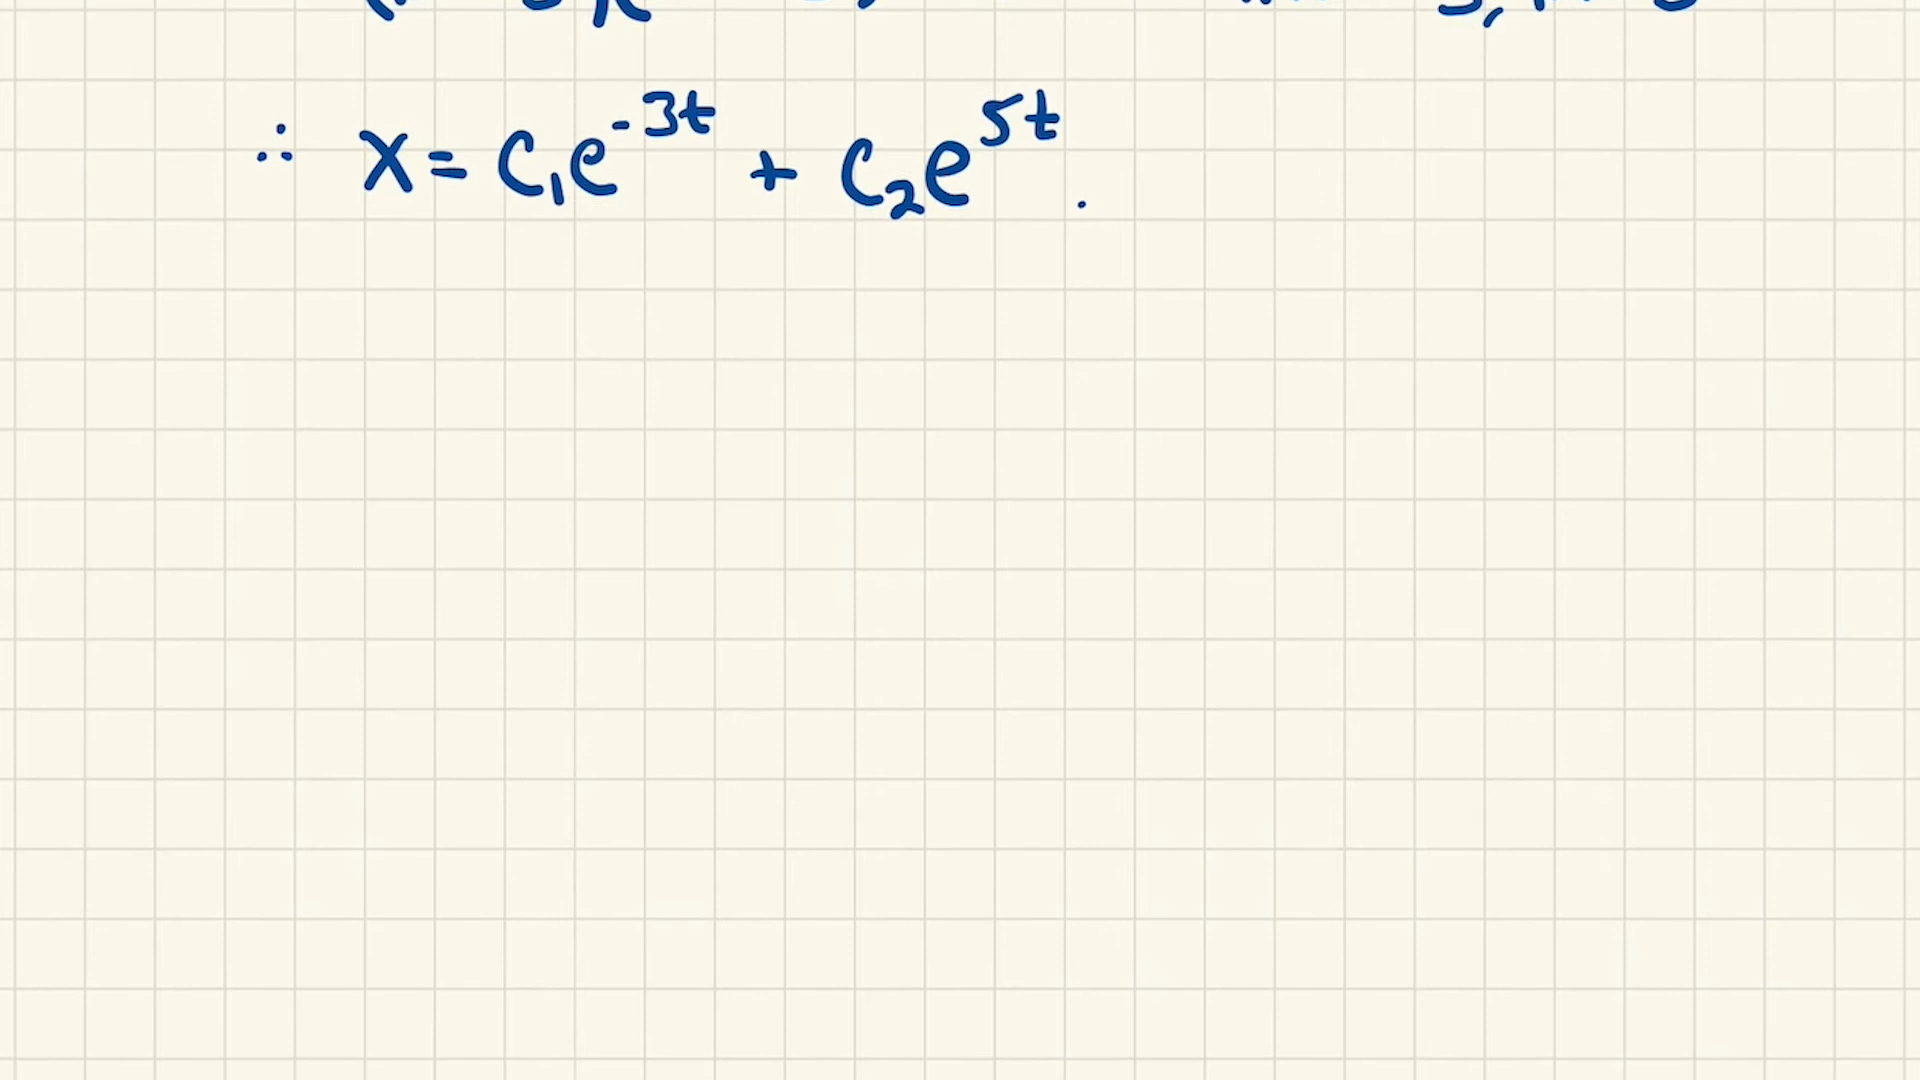 ∴ x = C₁e⁻³ᵗ + C₂e⁵ᵗ.